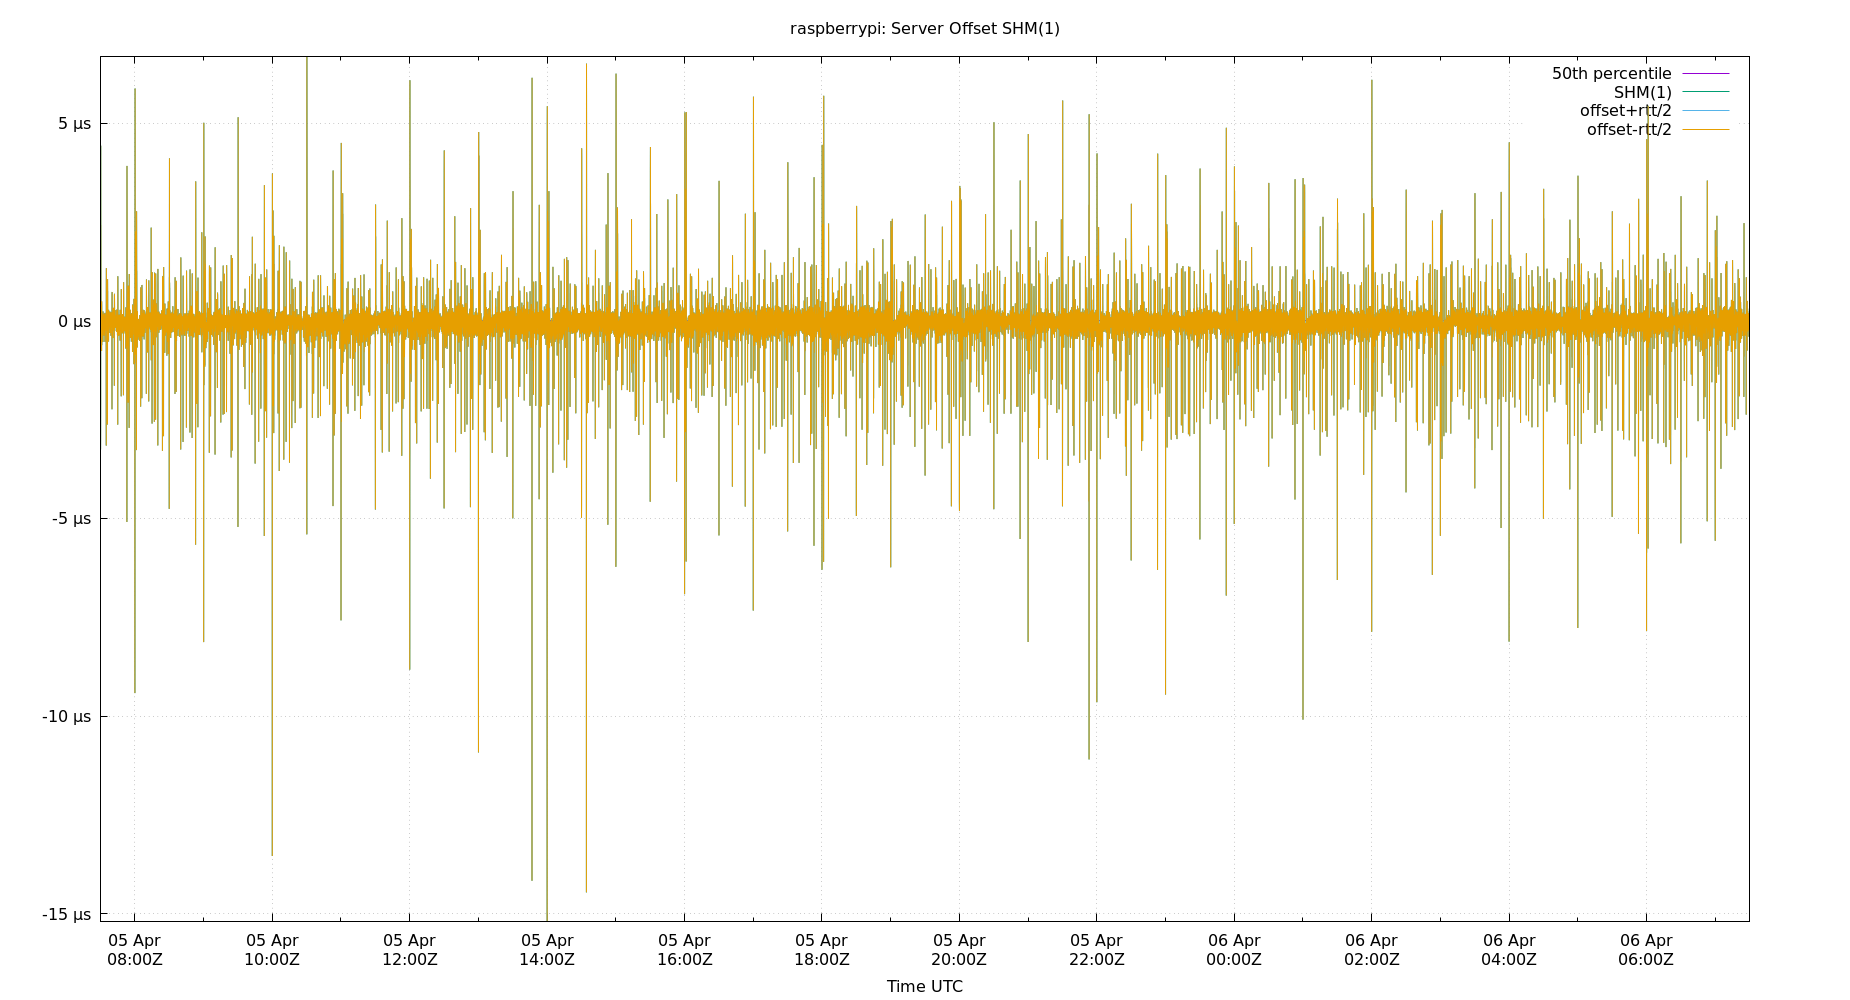 raspberrypi: Server Offset SHM(1)
50th percentile
SHM(1)
offset+rtt/2
offset-rtt/2
5 µs
0 µs
-5 µs
-10 µs
-15 µs
05 Apr 05 Apr 05 Apr 05 Apr 05 Apr 05 Apr 05 Apr 05 Apr 06 Apr 06 Apr 06 Apr 06 Apr
08:00Z 10:00Z 12:00Z 14:00Z 16:00Z 18:00Z 20:00Z 22:00Z 00:00Z 02:00Z 04:00Z 06:00Z
Time UTC